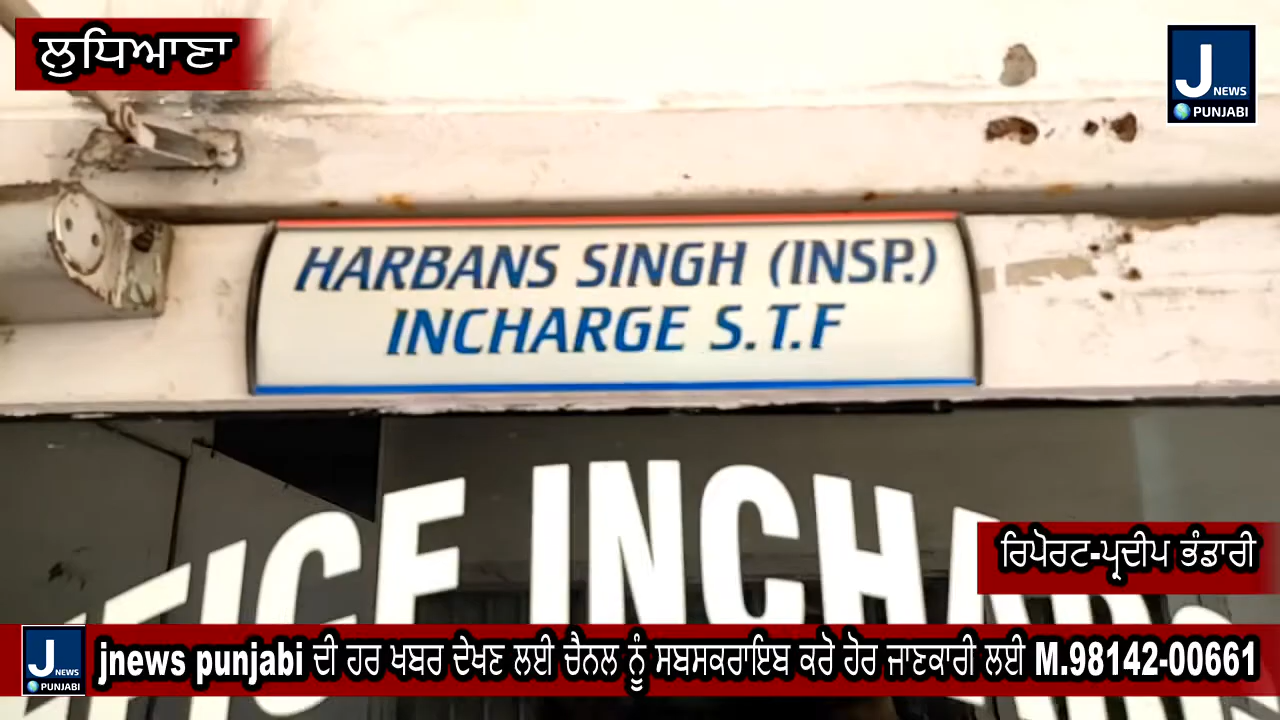 ਲੁਧਿਆਣਾ
J NEWS
PUNJABI
HARBANS SINGH (INSP.)
INCHARGE S.T.F
INCHAR
ਰਿਪੋਰਟ-ਪ੍ਰਦੀਪ ਭੰਡਾਰੀ
J NEWS
PUNJABI
jnews punjabi ਦੀ ਹਰ ਖਬਰ ਦੇਖਣ ਲਈ ਚੈਨਲ ਨੂੰ ਸਬਸਕਰਾਇਬ ਕਰੋ ਹੋਰ ਜਾਣਕਾਰੀ ਲਈ M.98142-00661